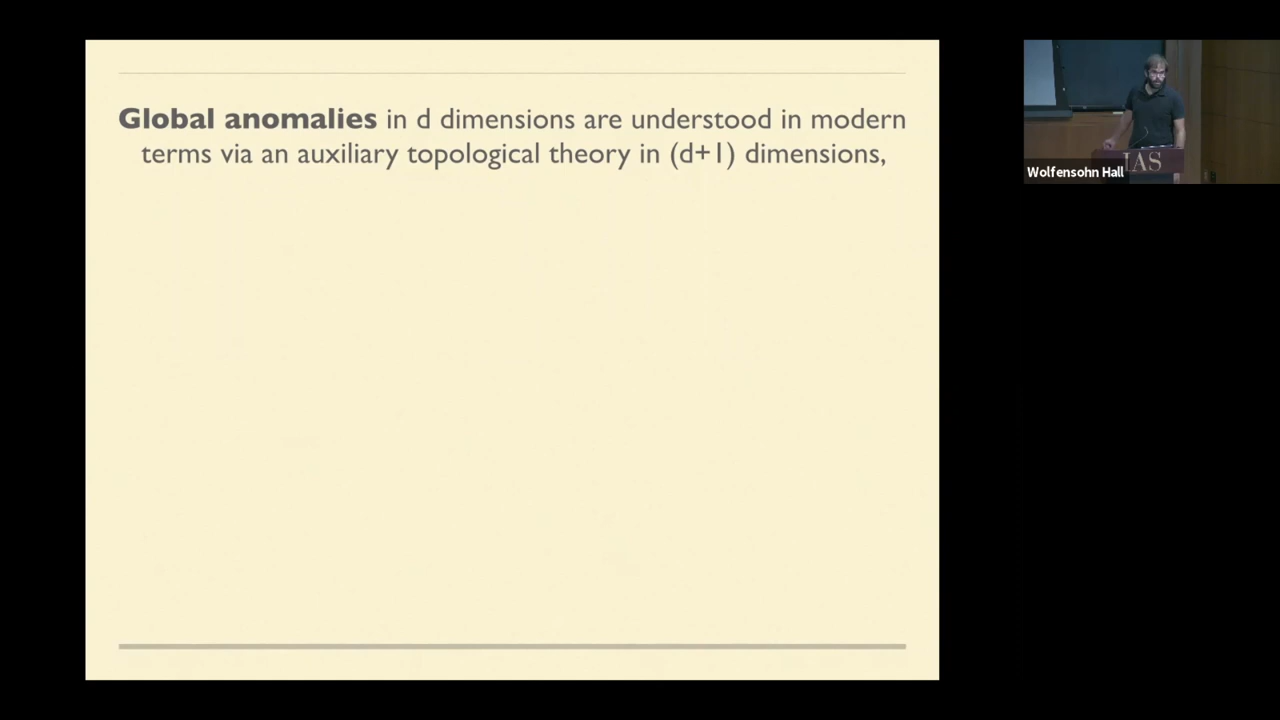 Global anomalies in d dimensions are understood in modern
terms via an auxiliary topological theory in (d+1) dimensions,
IAS
Wolfensohn Hall